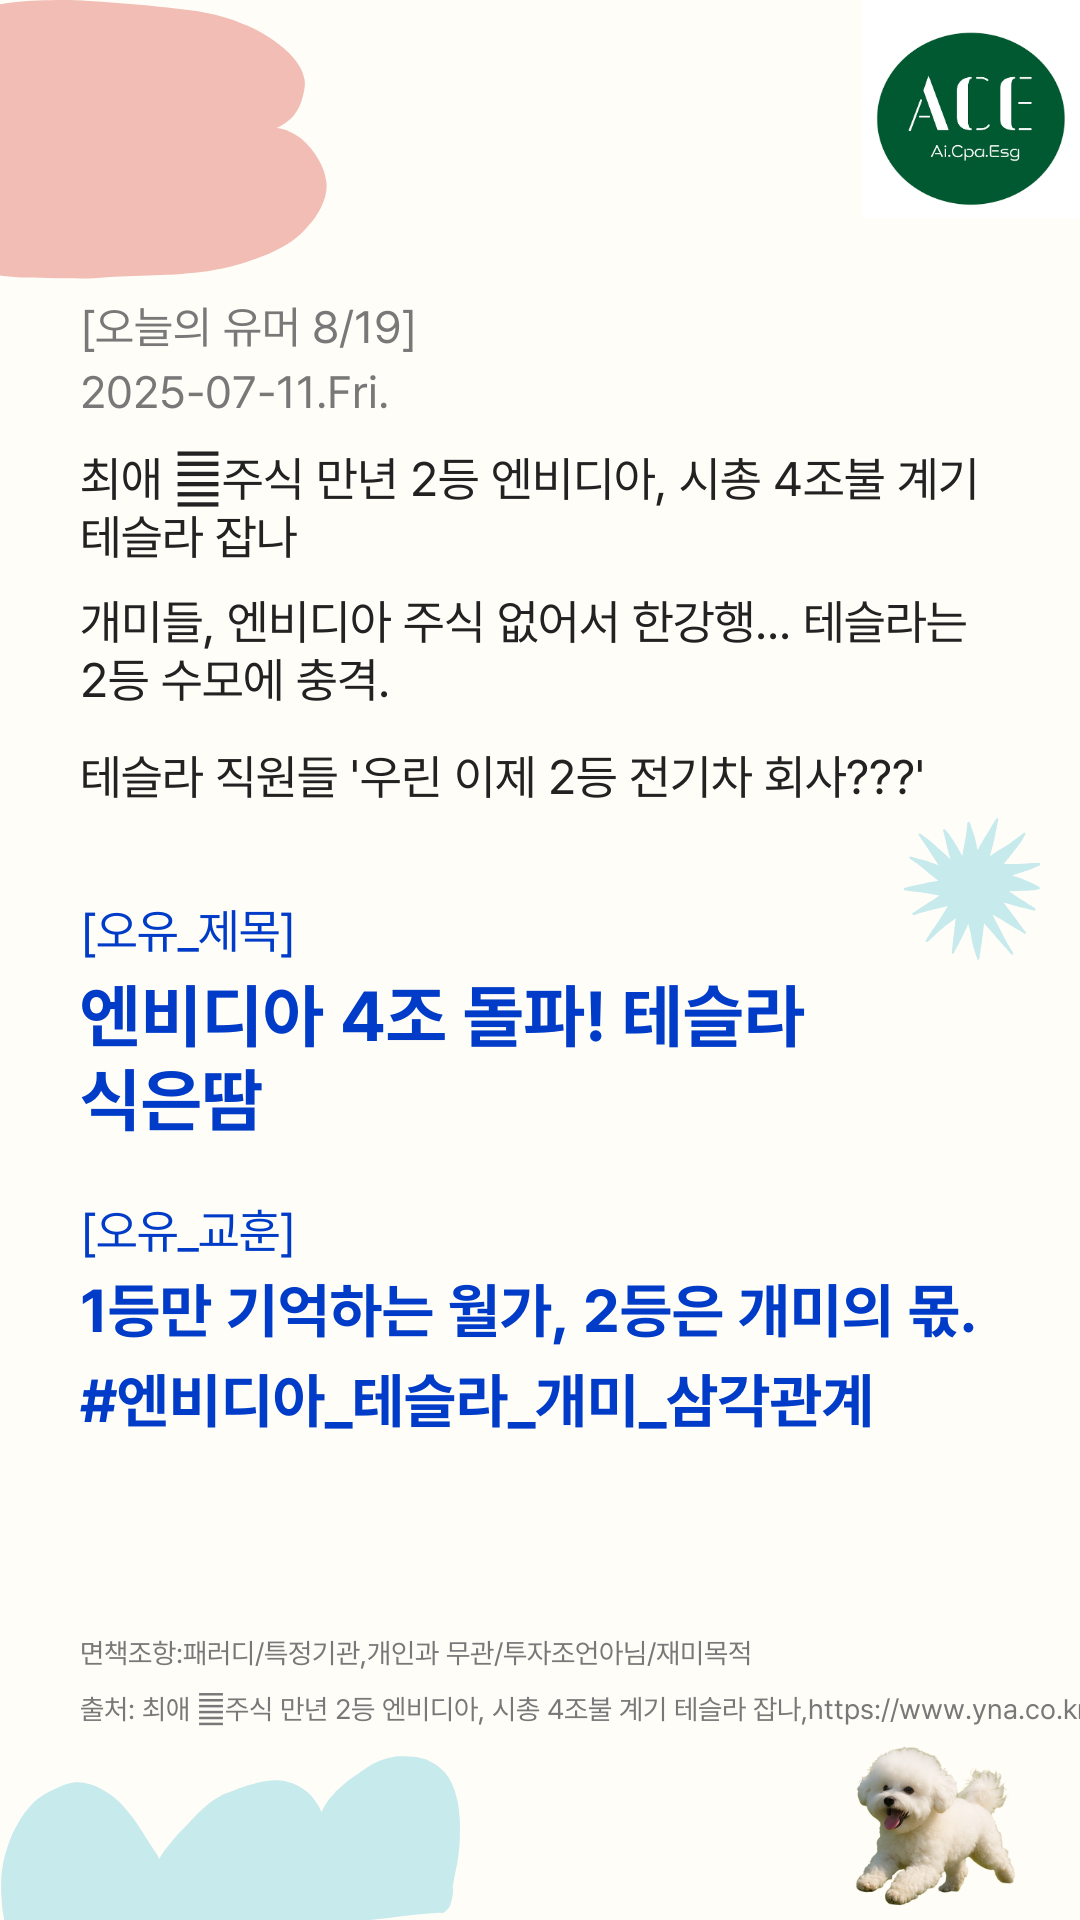 ACE
Ai.Cpa.Esg
[오늘의 유머 8/19]
2025-07-11.Fri.
최애 주식 만년 2등 엔비디아, 시총 4조불 계기
테슬라 잡나
개미들, 엔비디아 주식 없어서 한강행... 테슬라는
2등 수모에 충격.
테슬라 직원들 '우린 이제 2등 전기차 회사???'
[오유_제목]
엔비디아 4조 돌파! 테슬라
식은땀
[오유_교훈]
1등만 기억하는 월가, 2등은 개미의 몫.
#엔비디아_테슬라_개미_삼각관계
면책조항:패러디/특정기관,개인과 무관/투자조언아님/재미목적
출처: 최애 주식 만년 2등 엔비디아, 시총 4조불 계기 테슬라 잡나,https://www.yna.co.kr